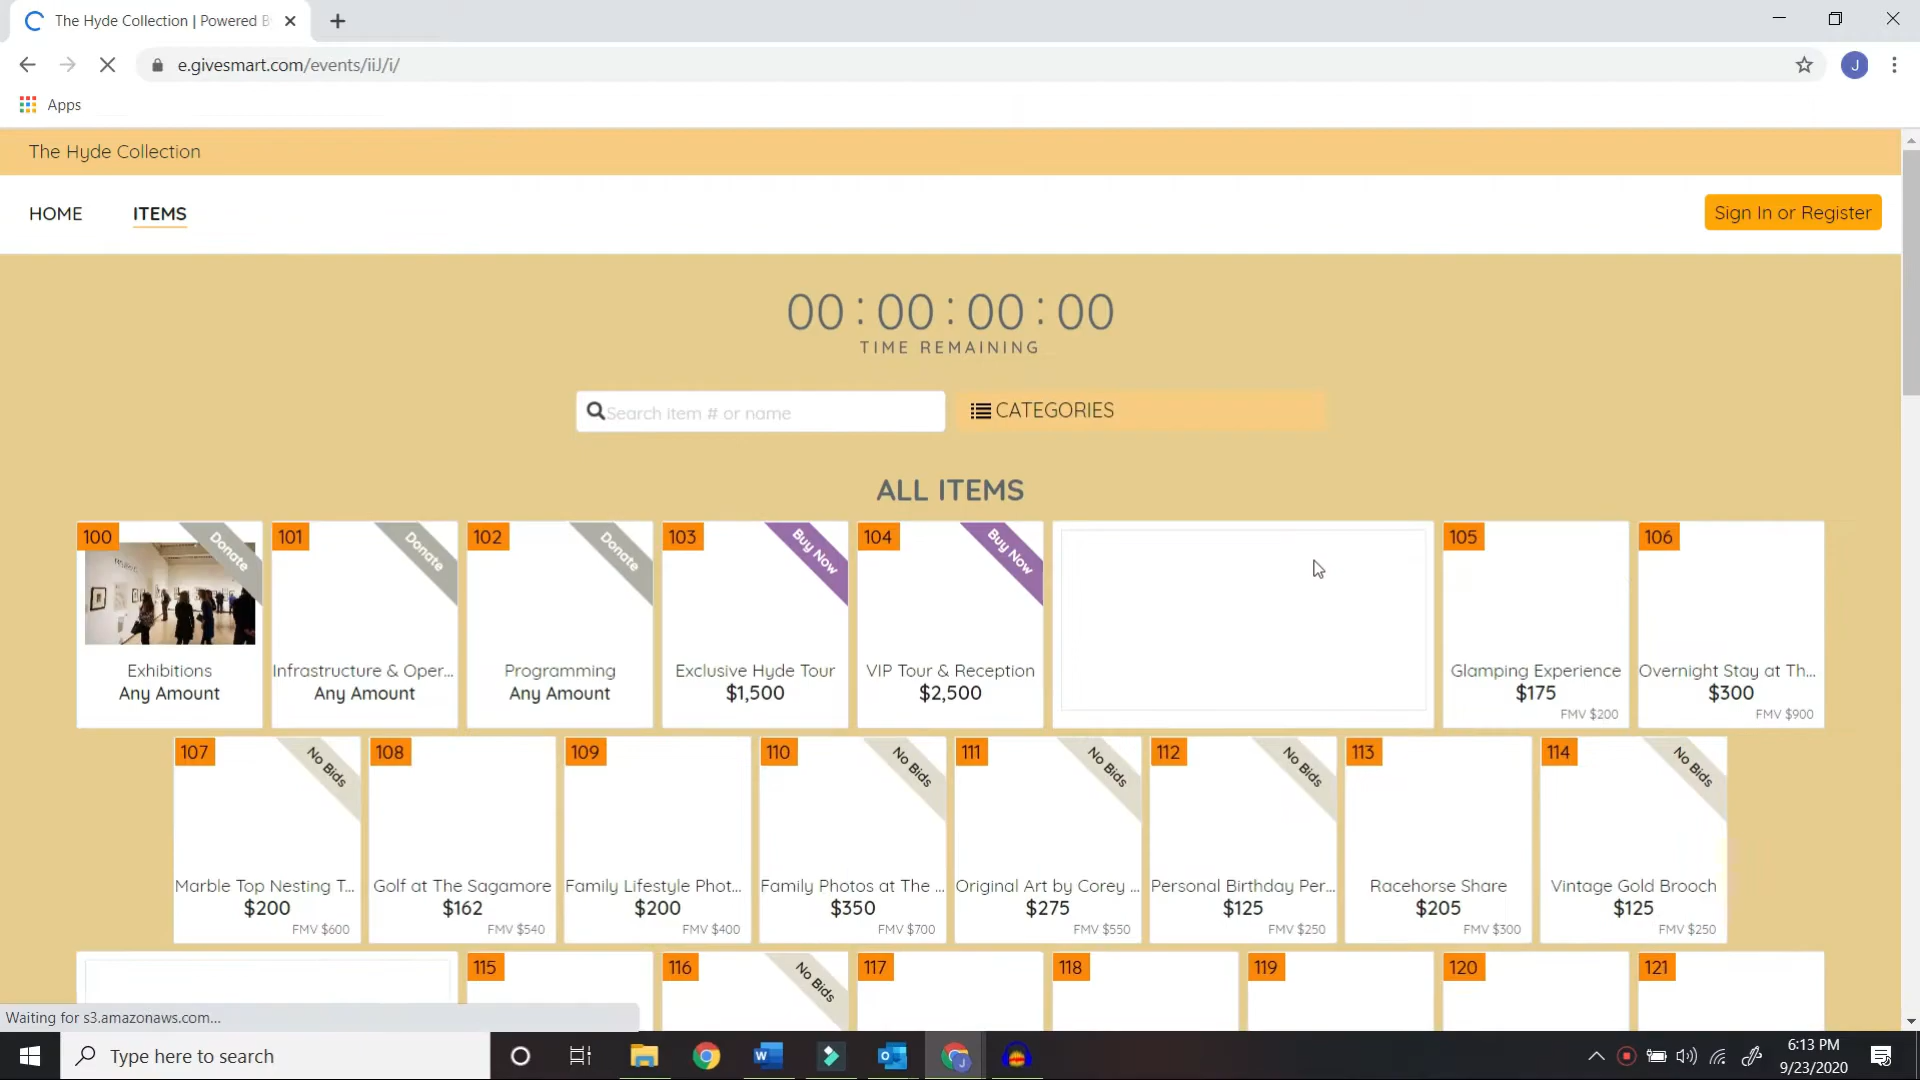 The Hyde Collection | Powered B
e.givesmart.com/events/iiJ/i/
J
Apps
The Hyde Collection
HOME
ITEMS
Sign In or Register
00 : 00 : 00 : 00
TIME REMAINING
Search item # or name
CATEGORIES
ALL ITEMS
100
Donate
Exhibitions
Any Amount
101
Donate
Infrastructure & Oper...
Any Amount
102
Donate
Programming
Any Amount
103
Buy Now
Exclusive Hyde Tour
$1,500
104
Buy Now
VIP Tour & Reception
$2,500
105
Glamping Experience
$175
FMV $200
106
Overnight Stay at Th...
$300
FMV $900
107
No Bids
Marble Top Nesting T...
$200
FMV $600
108
Golf at The Sagamore
$162
FMV $540
109
Family Lifestyle Phot...
$200
FMV $400
110
No Bids
Family Photos at The ...
$350
FMV $700
111
No Bids
Original Art by Corey ...
$275
FMV $550
112
No Bids
Personal Birthday Per...
$125
FMV $250
113
Racehorse Share
$205
FMV $300
114
No Bids
Vintage Gold Brooch
$125
FMV $250
115
116
No Bids
117
118
119
120
121
Waiting for s3.amazonaws.com...
Type here to search
6:13 PM
9/23/2020